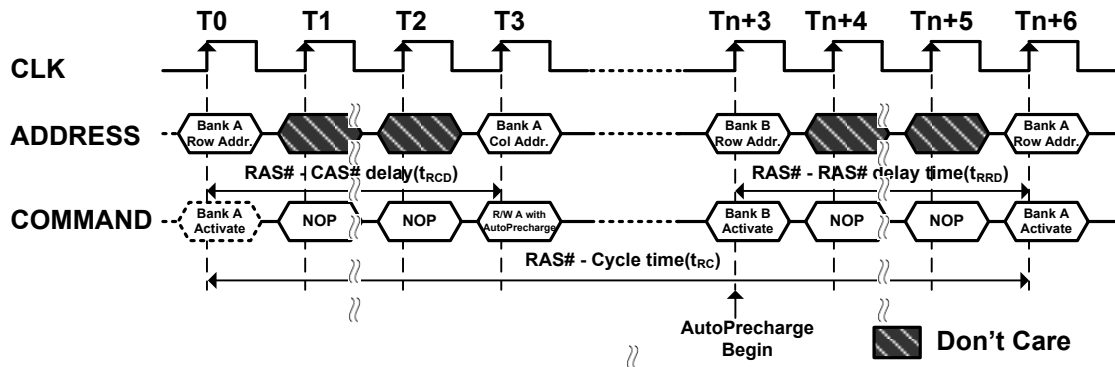 T0 T1 T2 T3 Tn+3 Tn+4 Tn+5 Tn+6
CLK
ADDRESS
Bank A
Row Addr.
Bank A
Col Addr.
Bank B
Row Addr.
Bank A
Row Addr.
RAS# - CAS# delay(tRCD)
RAS# - RAS# delay time(tRRD)
COMMAND
Bank A
Activate
NOP
NOP
R/W A with
AutoPrecharge
Bank B
Activate
NOP
NOP
Bank A
Activate
RAS# - Cycle time(tRC)
AutoPrecharge
Begin
Don't Care